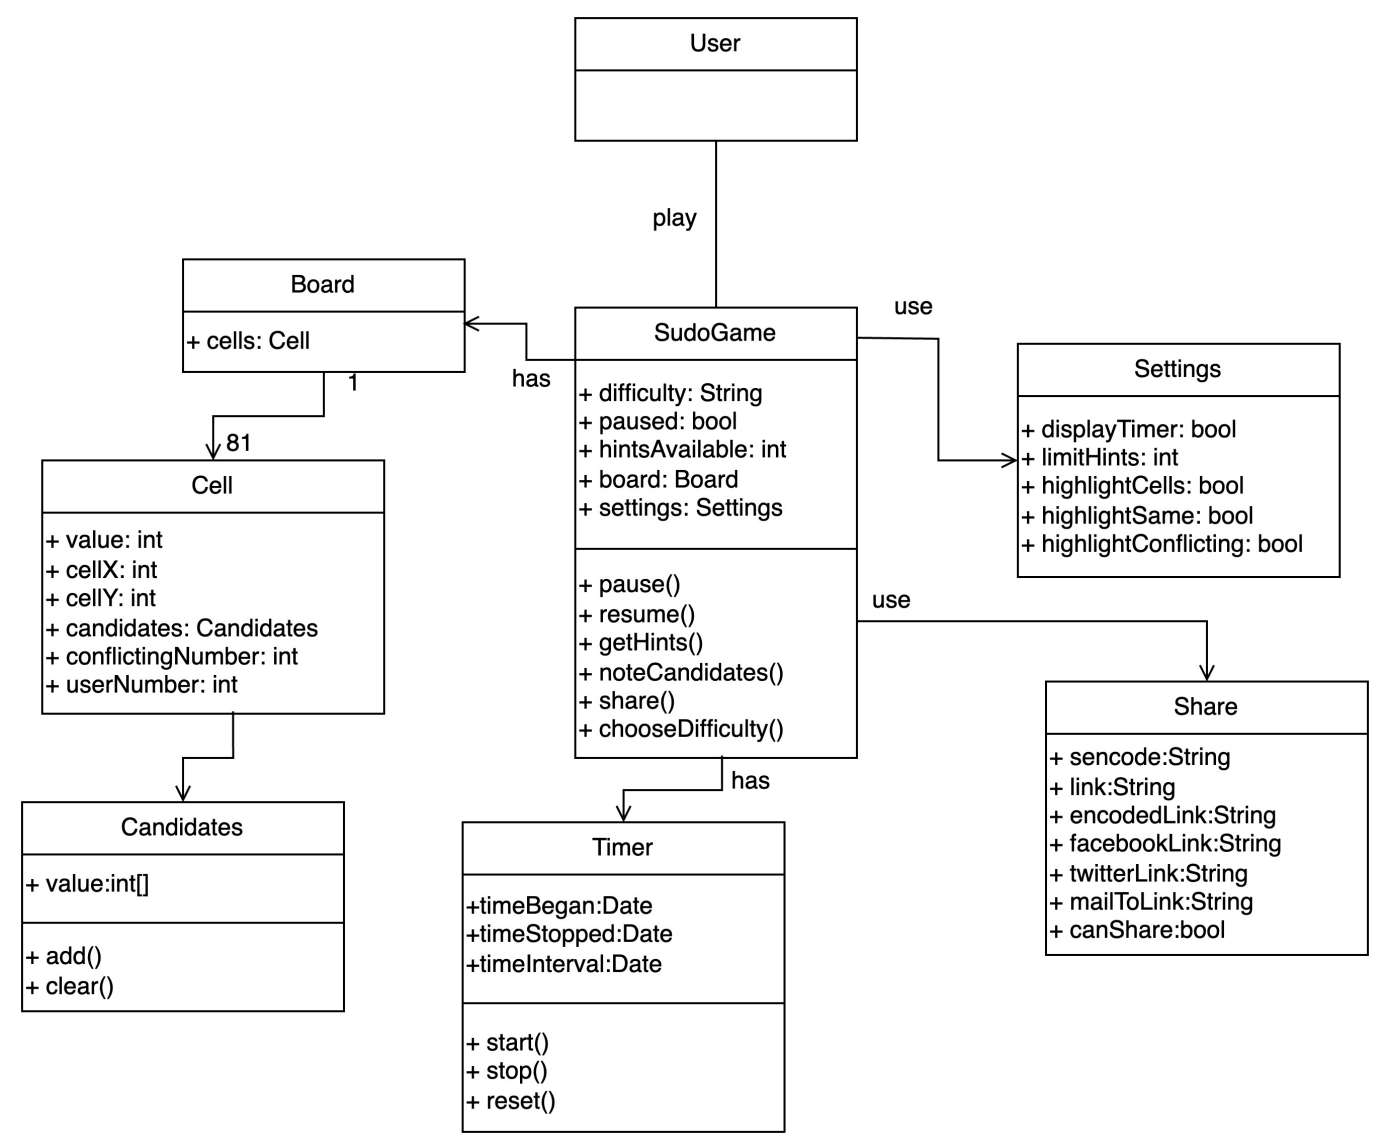 User
play
Board
+ cells: Cell
1
81
has
SudoGame
+ difficulty: String
+ paused: bool
+ hintsAvailable: int
+ board: Board
+ settings: Settings
+ pause()
+ resume()
+ getHints()
+ noteCandidates()
+ share()
+ chooseDifficulty()
use
Settings
+ displayTimer: bool
+ limitHints: int
+ highlightCells: bool
+ highlightSame: bool
+ highlightConflicting: bool
use
Cell
+ value: int
+ cellX: int
+ cellY: int
+ candidates: Candidates
+ conflictingNumber: int
+ userNumber: int
Share
+ sencode:String
+ link:String
+ encodedLink:String
+ facebookLink:String
+ twitterLink:String
+ mailToLink:String
+ canShare:bool
has
Candidates
+ value:int[]
+ add()
+ clear()
Timer
+timeBegan:Date
+timeStopped:Date
+timeInterval:Date
+ start()
+ stop()
+ reset()